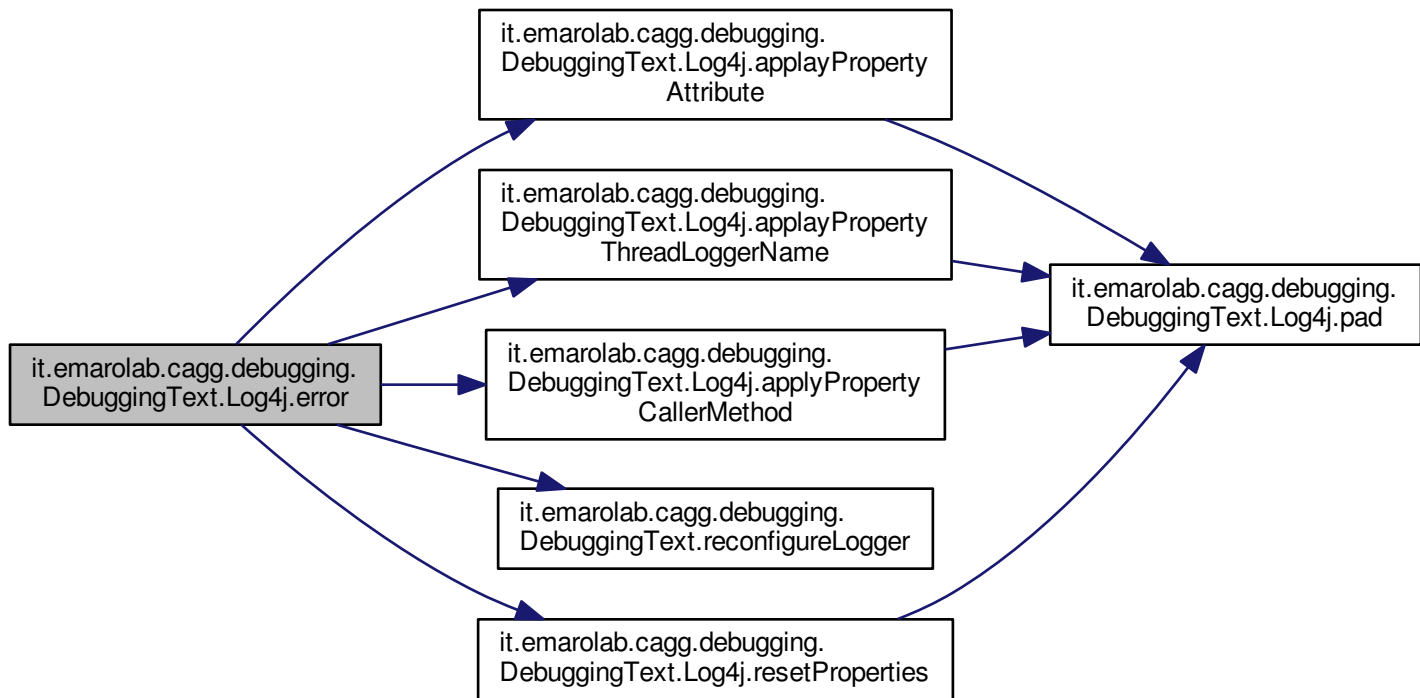 it.emarolab.cagg.debugging.
DebuggingText.Log4j.error
it.emarolab.cagg.debugging.
DebuggingText.Log4j.applayProperty
Attribute
it.emarolab.cagg.debugging.
DebuggingText.Log4j.applayProperty
ThreadLoggerName
it.emarolab.cagg.debugging.
DebuggingText.Log4j.applyProperty
CallerMethod
it.emarolab.cagg.debugging.
DebuggingText.reconfigureLogger
it.emarolab.cagg.debugging.
DebuggingText.Log4j.resetProperties
it.emarolab.cagg.debugging.
DebuggingText.Log4j.pad